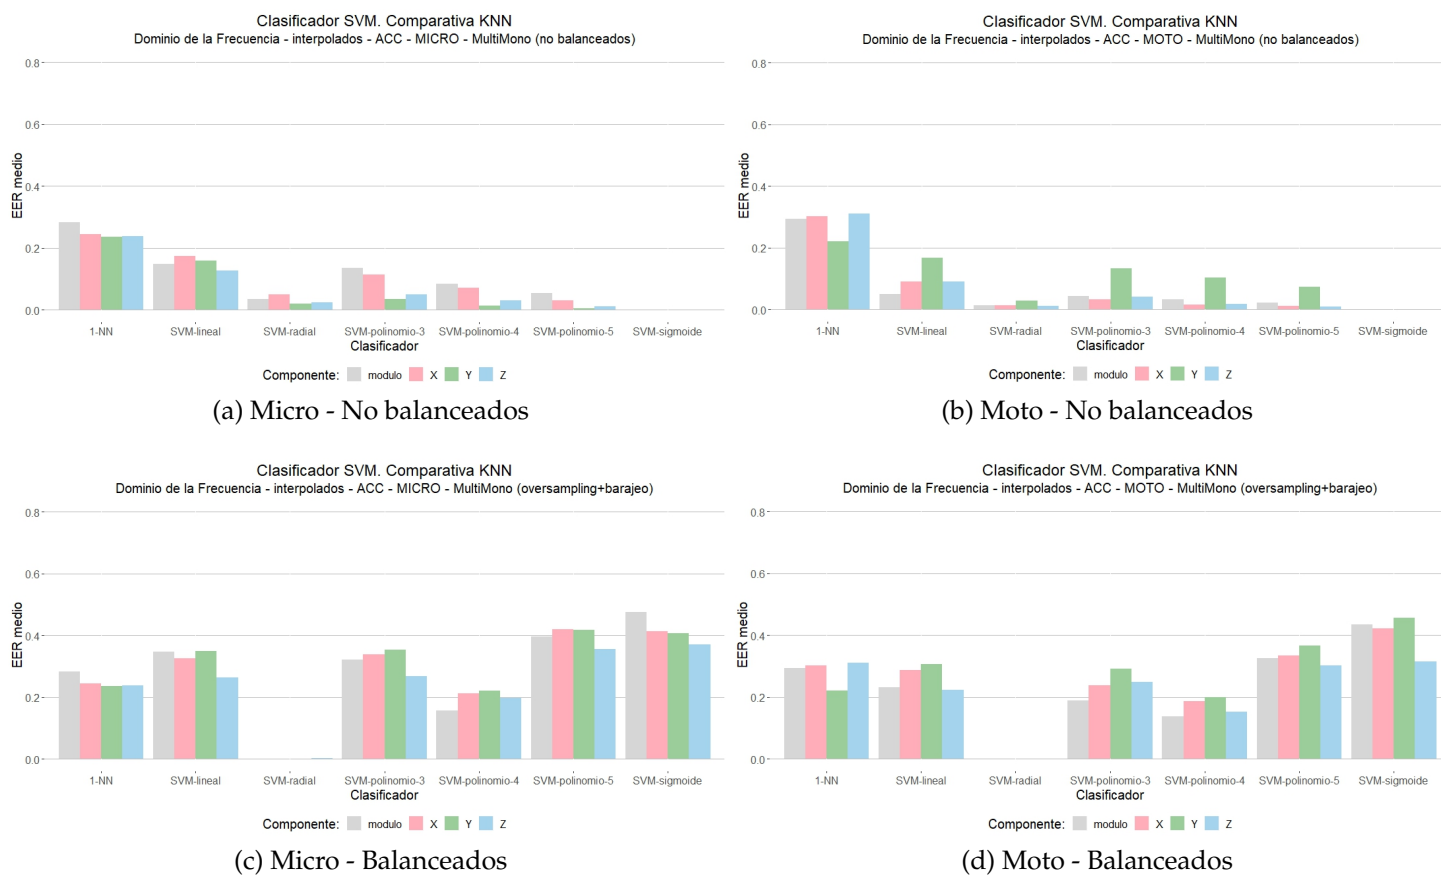 Clasificador SVM. Comparativa KNN
Dominio de la Frecuencia - interpolados - ACC - MICRO - MultiMono (no balanceados)
0.8
0.6
0.4
0.2
0.0
EER medio
1-NN SVM-lineal SVM-radial SVM-polinomio-3 SVM-polinomio-4 SVM-polinomio-5 SVM-sigmoide
Clasificador
Componente: modulo X Y Z
(a) Micro - No balanceados
Clasificador SVM. Comparativa KNN
Dominio de la Frecuencia - interpolados - ACC - MOTO - MultiMono (no balanceados)
0.8
0.6
0.4
0.2
0.0
EER medio
1-NN SVM-lineal SVM-radial SVM-polinomio-3 SVM-polinomio-4 SVM-polinomio-5 SVM-sigmoide
Clasificador
Componente: modulo X Y Z
(b) Moto - No balanceados
Clasificador SVM. Comparativa KNN
Dominio de la Frecuencia - interpolados - ACC - MICRO - MultiMono (oversampling+barajeo)
0.8
0.6
0.4
0.2
0.0
EER medio
1-NN SVM-lineal SVM-radial SVM-polinomio-3 SVM-polinomio-4 SVM-polinomio-5 SVM-sigmoide
Clasificador
Componente: modulo X Y Z
(c) Micro - Balanceados
Clasificador SVM. Comparativa KNN
Dominio de la Frecuencia - interpolados - ACC - MOTO - MultiMono (oversampling+barajeo)
0.8
0.6
0.4
0.2
0.0
EER medio
1-NN SVM-lineal SVM-radial SVM-polinomio-3 SVM-polinomio-4 SVM-polinomio-5 SVM-sigmoide
Clasificador
Componente: modulo X Y Z
(d) Moto - Balanceados